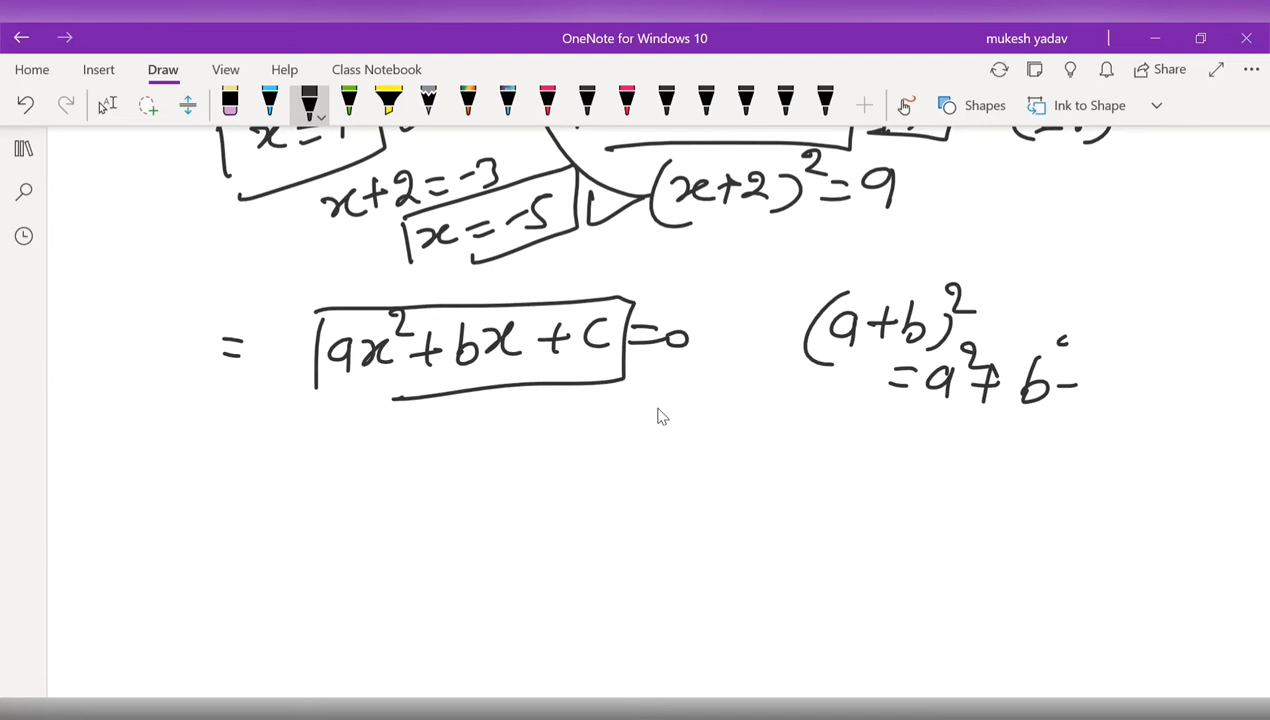 OneNote for Windows 10
mukesh yadav
Home Insert Draw View Help Class Notebook
Share
Shapes
Ink to Shape
x = 1
x+2 = -3
(x+2)² = 9
x = -5
= ax² + bx + c = 0
(a+b)²
= a² + b